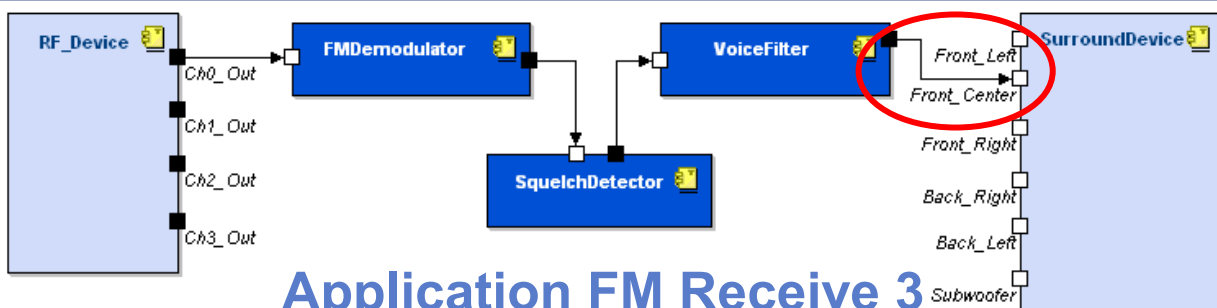 RF_Device
Ch0_Out
Ch1_Out
Ch2_Out
Ch3_Out
FMDemodulator
SquelchDetector
VoiceFilter
SurroundDevice
Front_Left
Front_Center
Front_Right
Back_Right
Back_Left
Subwoofer
Application FM Receive 3